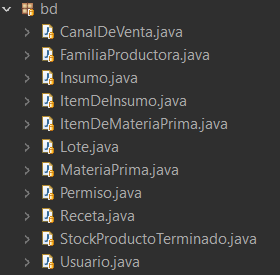 bd
CanalDeVenta.java
FamiliaProductora.java
Insumo.java
ItemDeInsumo.java
ItemDeMateriaPrima.java
Lote.java
MateriaPrima.java
Permiso.java
Receta.java
StockProductoTerminado.java
Usuario.java